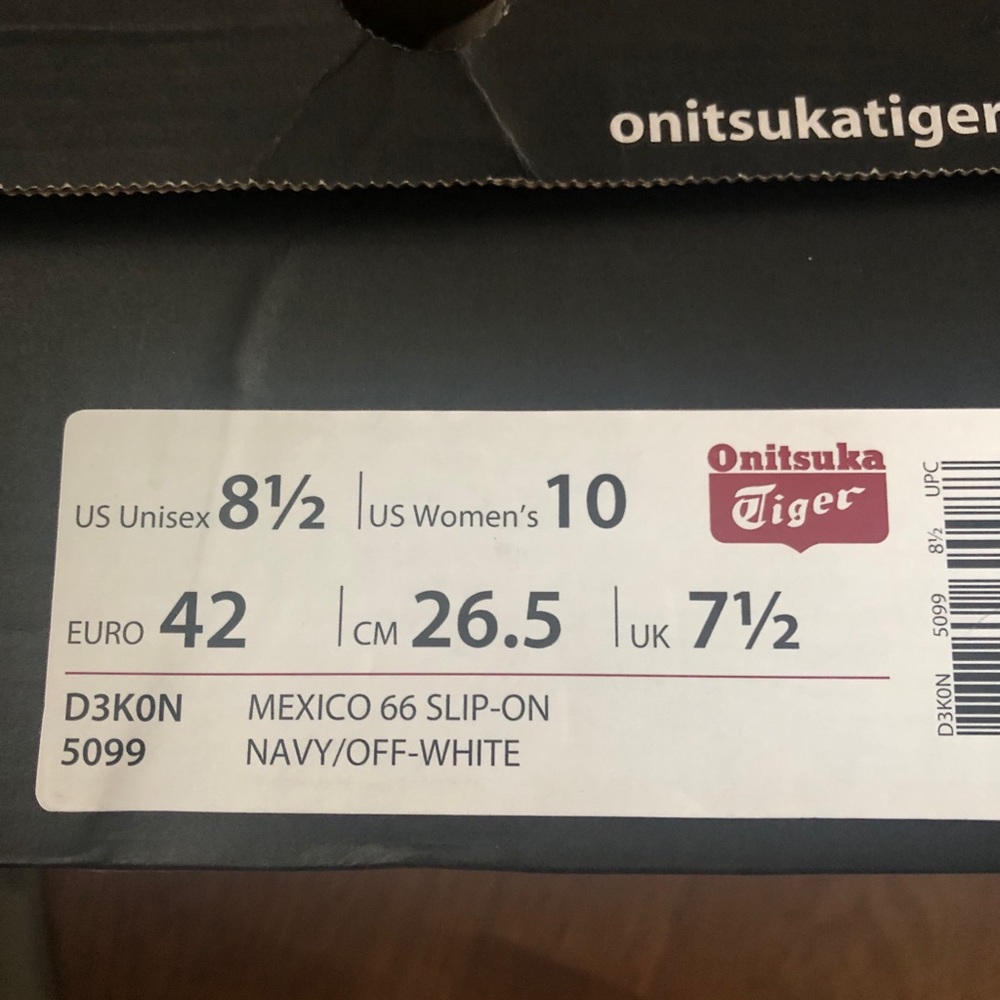 onitsukatiger
US Unisex 8½ | US Women's 10
Onitsuka
Tiger
EURO 42 | CM 26.5 | UK 7½
D3K0N MEXICO 66 SLIP-ON
5099 NAVY/OFF-WHITE
D3K0N 5099 8½ UPC